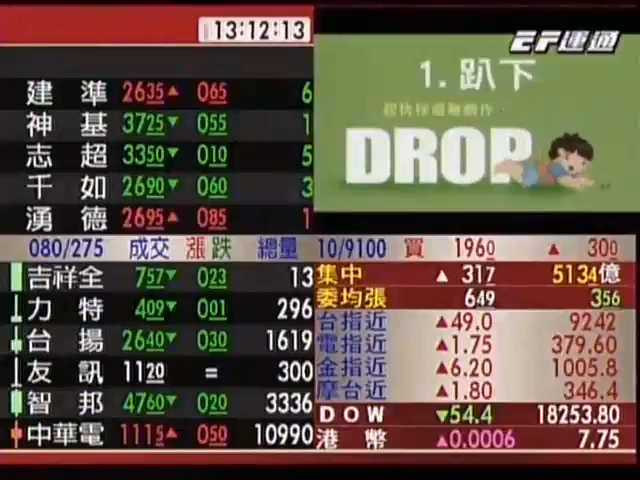 13:12:13
EF運通
1. 趴下
DROP
建準 2635▲ 065 6
神基 3725▼ 055 1
志超 3350▼ 010 5
千如 2690▼ 060 3
湧德 2695▲ 085 1
080/275 成交 漲跌 總量
10/9100 買 1960 ▲ 300
吉祥全 757▼ 023 13
力特 409▼ 001 296
台揚 2640▼ 030 1619
友訊 1120 = 300
智邦 4760▼ 020 3336
中華電 1115▲ 050 10990
集中 ▲ 317 5134億
委均張 649 356
台指近 ▲49.0 9242
電指近 ▲1.75 379.60
金指近 ▲6.20 1005.8
摩台近 ▲1.80 346.4
DOW ▼54.4 18253.80
港幣 ▲0.0006 7.75